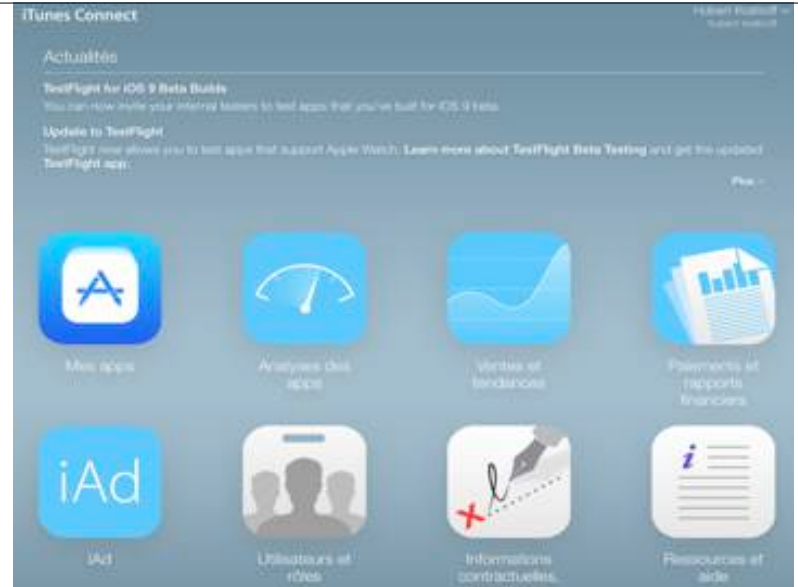 iTunes Connect
Actualités
TestFlight for iOS 9 Beta Builds
You can now invite your internal testers to test apps that you've built for iOS 9 beta.
Update to TestFlight
TestFlight now allows you to test apps that support Apple Watch. Learn more about TestFlight Beta Testing and get the updated
TestFlight app.
Plus
Mes apps
Analyses des
apps
Ventes et
tendances
Paiements et
rapports
financiers
iAd
iAd
Utilisateurs et
rôles
Informations
contractuelles,
Ressources et
aide